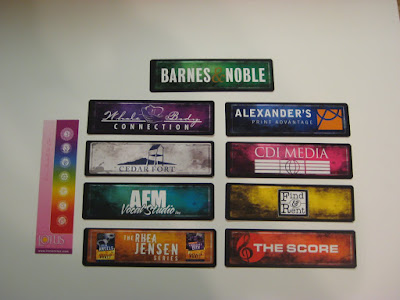 BARNES & NOBLE
Whole Body
CONNECTION
ALEXANDER'S
PRINT ADVANTAGE
CEDAR FORT
CDI MEDIA
AFM
Vocal Studio
Find
&
Rent
THE RHEA
JENSEN
SERIES
THE SCORE